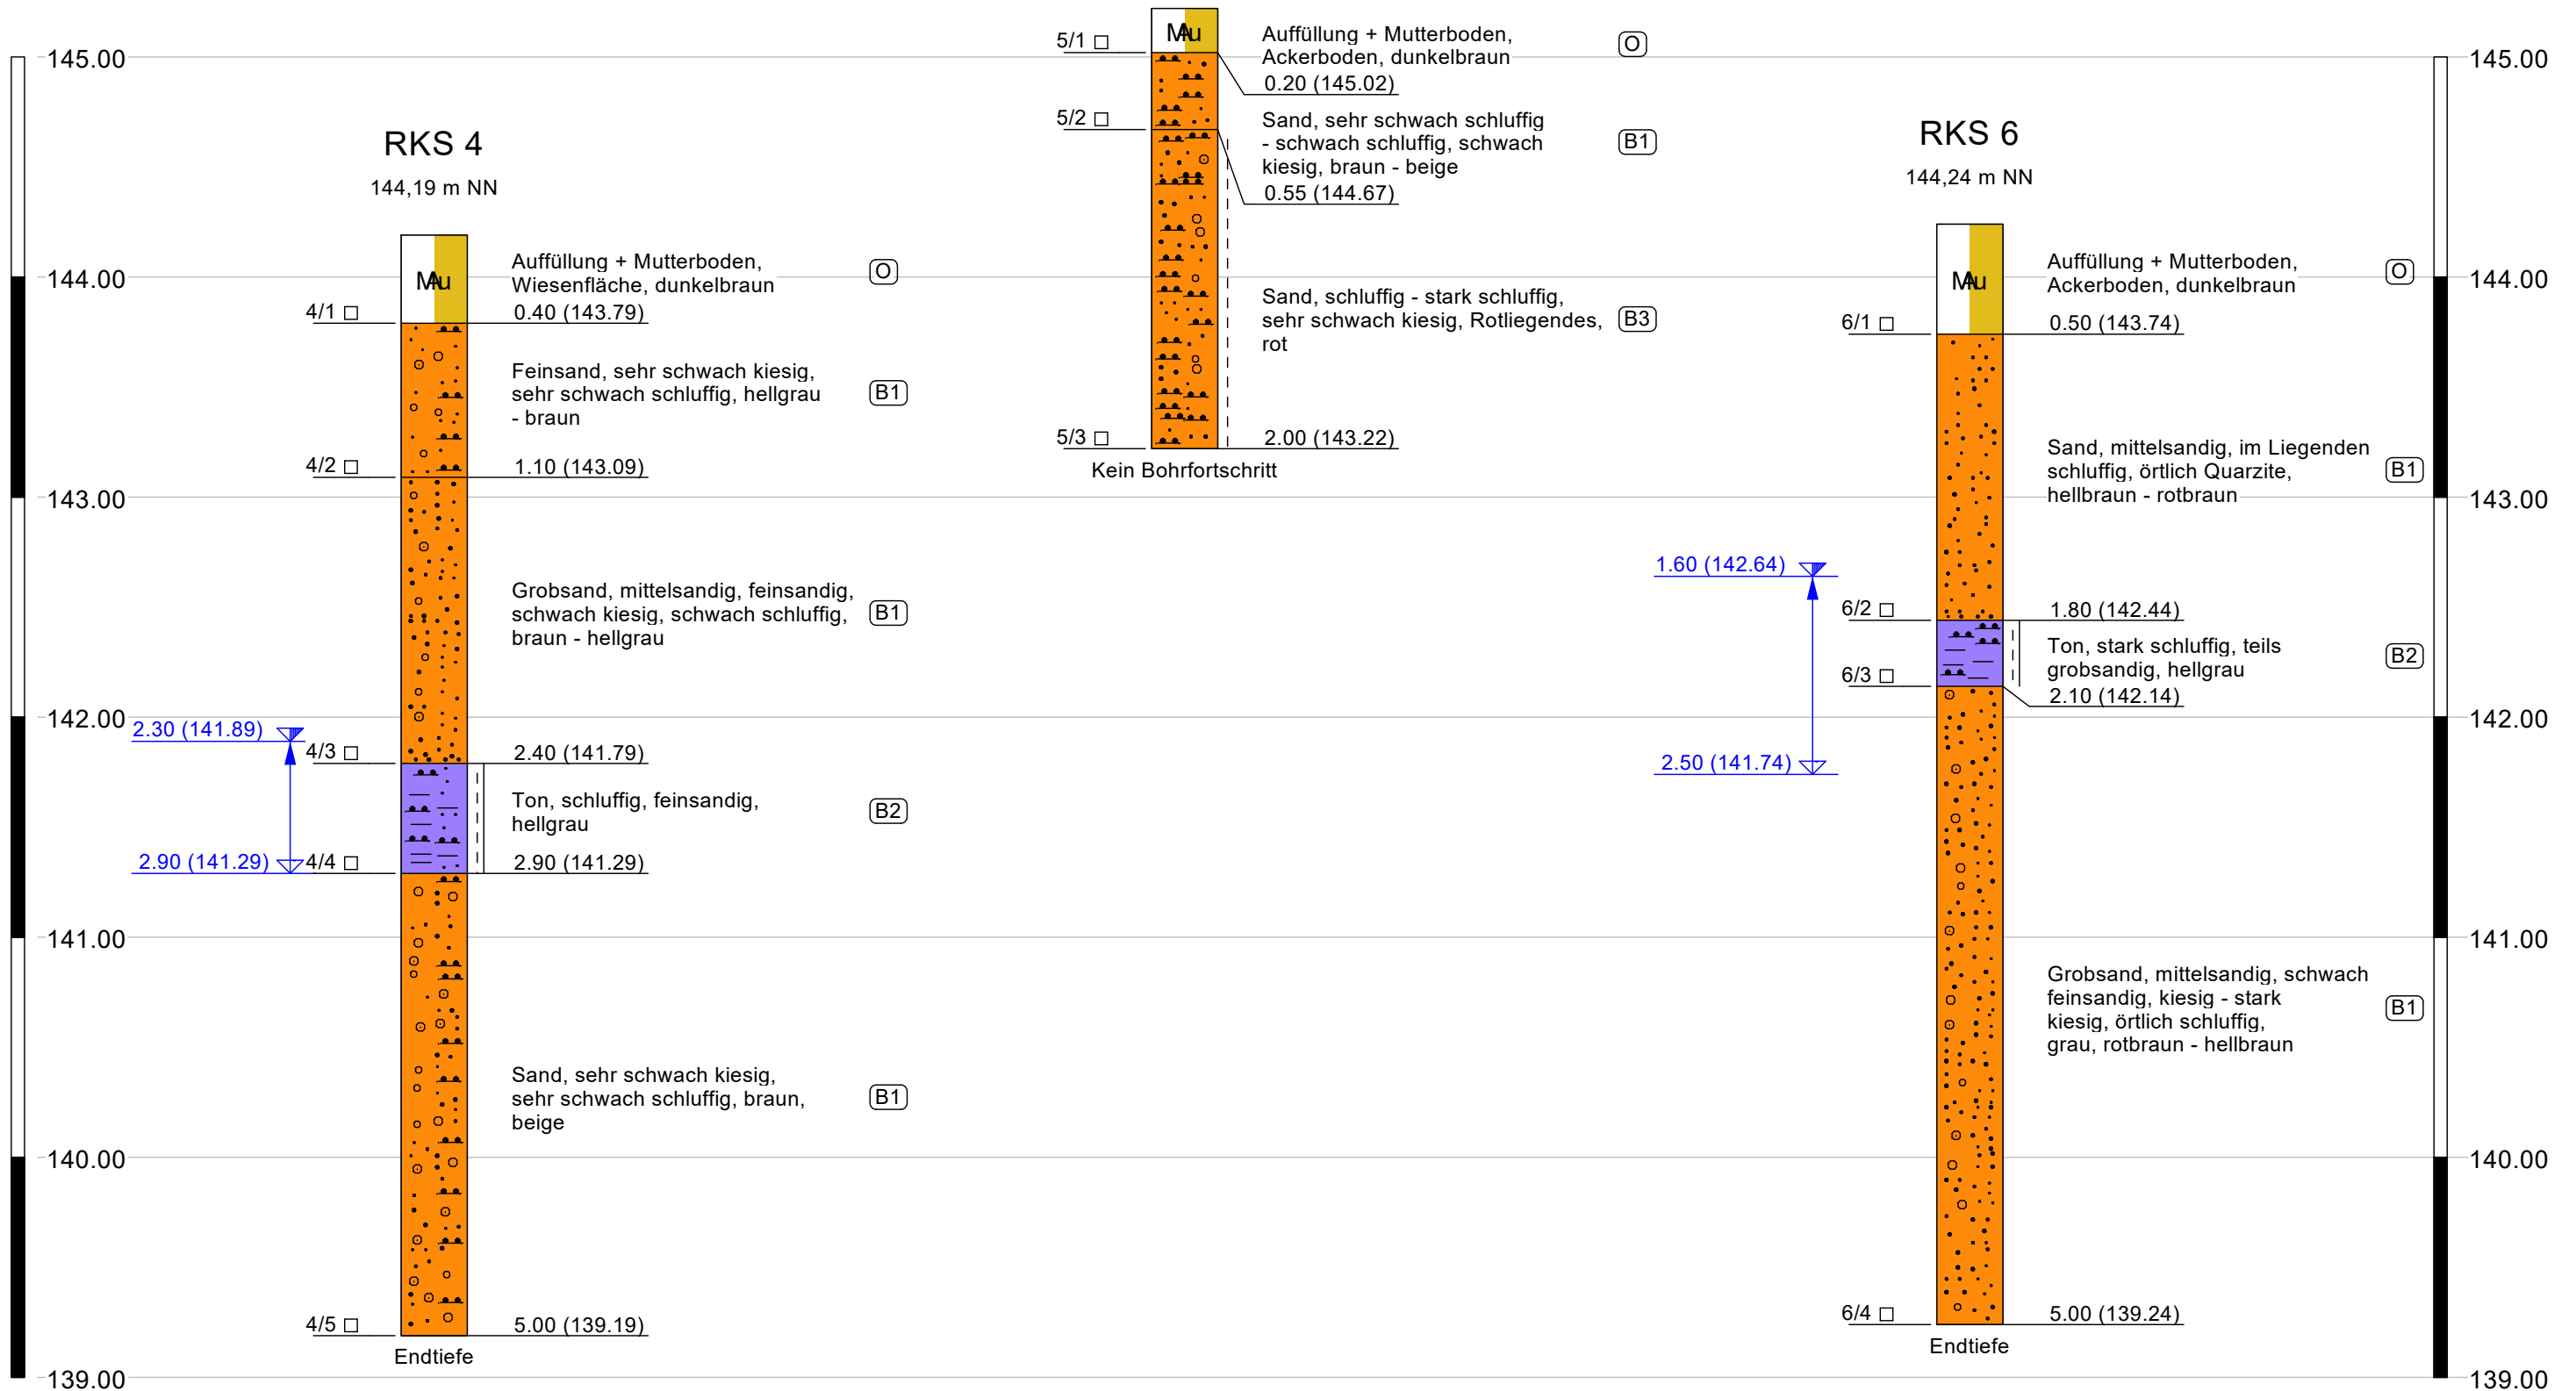 145.00
144.00
143.00
142.00
141.00
140.00
139.00
RKS 4
144,19 m NN
Mu
A
Auffüllung + Mutterboden,
Wiesenfläche, dunkelbraun
O
4/1
0.40 (143.79)
Feinsand, sehr schwach kiesig,
sehr schwach schluffig, hellgrau
- braun
B1
4/2
1.10 (143.09)
Grobsand, mittelsandig, feinsandig,
schwach kiesig, schwach schluffig,
braun - hellgrau
B1
2.30 (141.89)
4/3
2.40 (141.79)
Ton, schluffig, feinsandig,
hellgrau
B2
2.90 (141.29)
4/4
2.90 (141.29)
Sand, sehr schwach kiesig,
sehr schwach schluffig, braun,
beige
B1
4/5
5.00 (139.19)
Endtiefe
Mu
A
5/1
Auffüllung + Mutterboden,
Ackerboden, dunkelbraun
O
0.20 (145.02)
5/2
Sand, sehr schwach schluffig
- schwach schluffig, schwach
kiesig, braun - beige
B1
0.55 (144.67)
Sand, schluffig - stark schluffig,
sehr schwach kiesig, Rotliegendes,
rot
B3
5/3
2.00 (143.22)
Kein Bohrfortschritt
RKS 6
144,24 m NN
Mu
A
Auffüllung + Mutterboden,
Ackerboden, dunkelbraun
O
6/1
0.50 (143.74)
Sand, mittelsandig, im Liegenden
schluffig, örtlich Quarzite,
hellbraun - rotbraun
B1
1.60 (142.64)
6/2
1.80 (142.44)
Ton, stark schluffig, teils
grobsandig, hellgrau
B2
6/3
2.10 (142.14)
2.50 (141.74)
Grobsand, mittelsandig, schwach
feinsandig, kiesig - stark
kiesig, örtlich schluffig,
grau, rotbraun - hellbraun
B1
6/4
5.00 (139.24)
Endtiefe
145.00
144.00
143.00
142.00
141.00
140.00
139.00